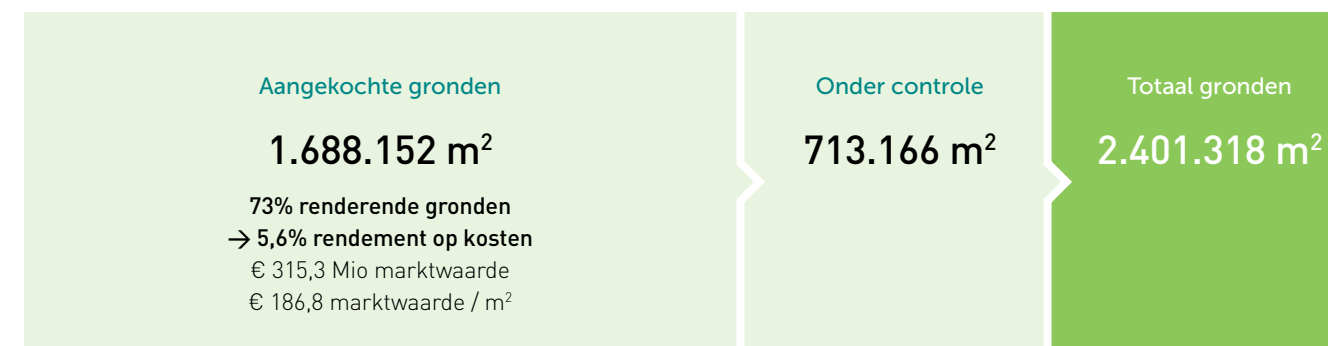 Aangekochte gronden
1.688.152 m²
73% renderende gronden
→ 5,6% rendement op kosten
€ 315,3 Mio marktwaarde
€ 186,8 marktwaarde / m²
Onder controle
713.166 m²
Totaal gronden
2.401.318 m²